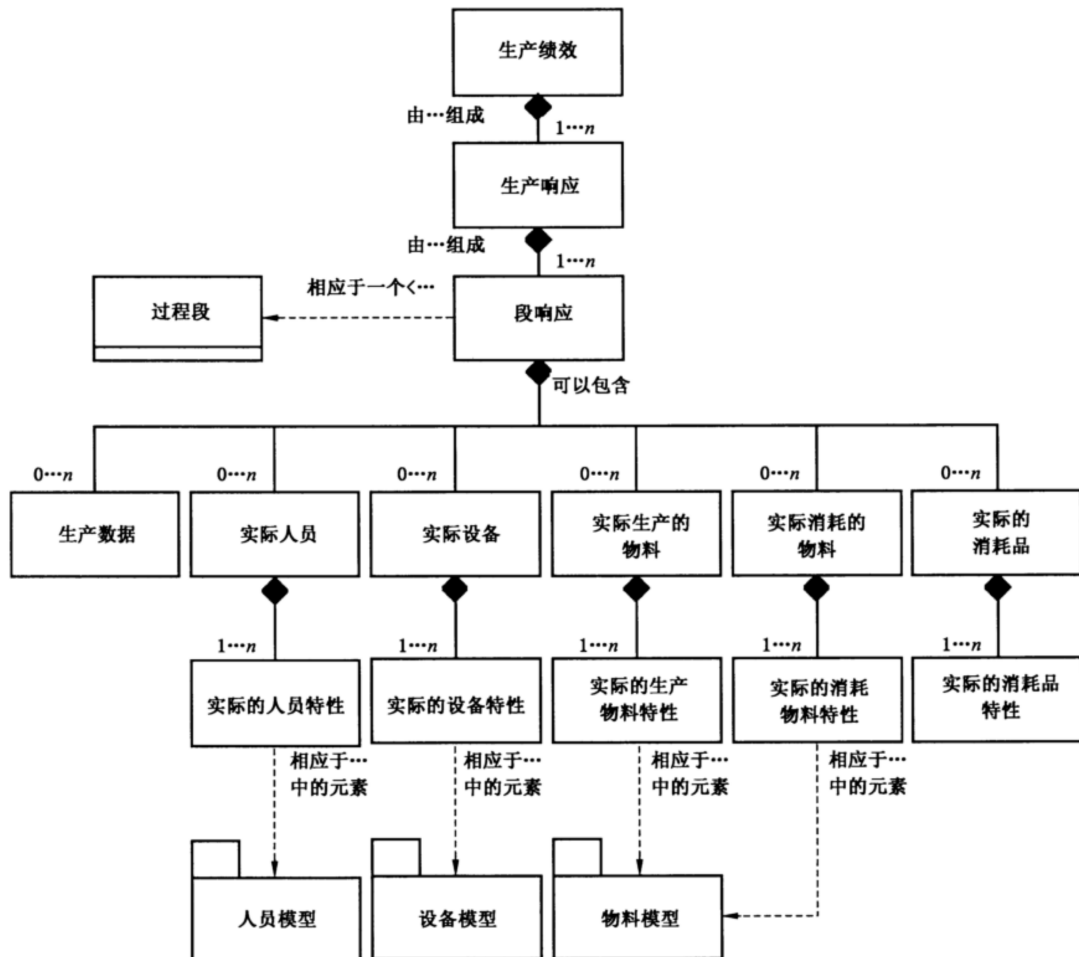 生产绩效
由…组成
1…n
生产响应
由…组成
1…n
相应于一个<…
过程段
段响应
可以包含
0…n
0…n
0…n
0…n
0…n
0…n
生产数据
实际人员
实际设备
实际生产的
物料
实际消耗的
物料
实际的
消耗品
1…n
1…n
1…n
1…n
1…n
实际的人员特性
实际的设备特性
实际的生产
物料特性
实际的消耗
物料特性
实际的消耗品
特性
相应于…
中的元素
相应于…
中的元素
相应于…
中的元素
相应于…
中的元素
人员模型
设备模型
物料模型